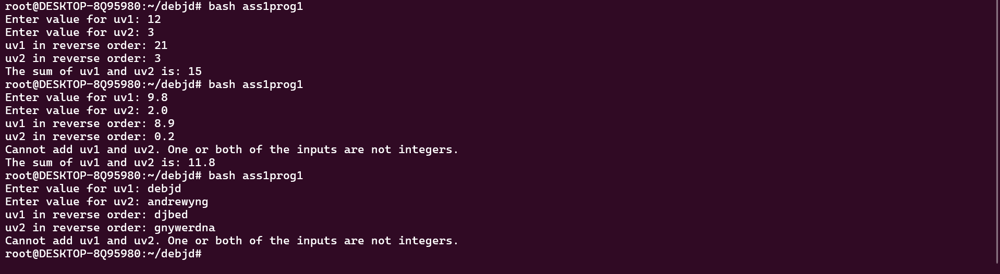 root@DESKTOP-8Q95980:~/debjd# bash ass1prog1
Enter value for uv1: 12
Enter value for uv2: 3
uv1 in reverse order: 21
uv2 in reverse order: 3
The sum of uv1 and uv2 is: 15
root@DESKTOP-8Q95980:~/debjd# bash ass1prog1
Enter value for uv1: 9.8
Enter value for uv2: 2.0
uv1 in reverse order: 8.9
uv2 in reverse order: 0.2
Cannot add uv1 and uv2. One or both of the inputs are not integers.
The sum of uv1 and uv2 is: 11.8
root@DESKTOP-8Q95980:~/debjd# bash ass1prog1
Enter value for uv1: debjd
Enter value for uv2: andrewyng
uv1 in reverse order: djbed
uv2 in reverse order: gnywerdna
Cannot add uv1 and uv2. One or both of the inputs are not integers.
root@DESKTOP-8Q95980:~/debjd#